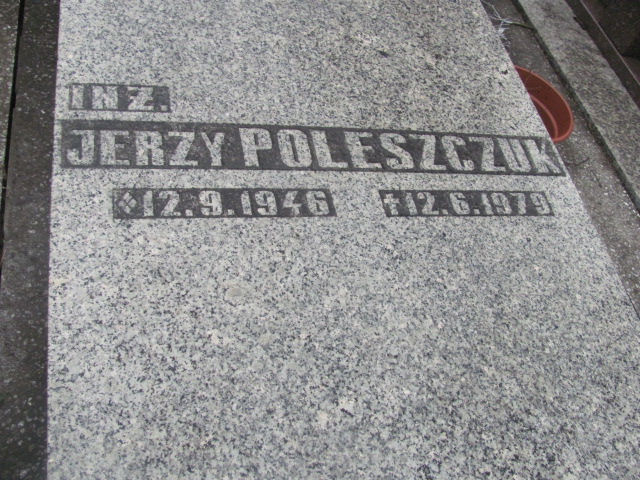 INŻ.
JERZY POLESZCZUK
12.9.1946 †12.6.1979